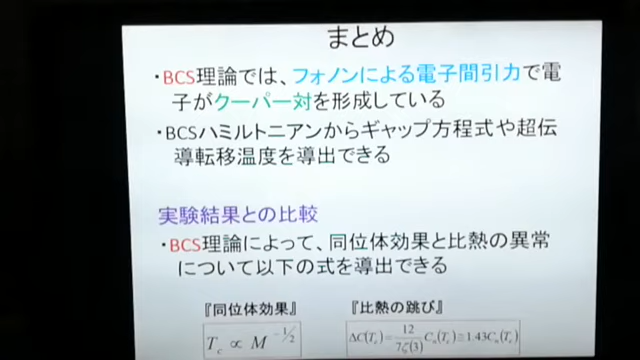 まとめ
・BCS理論では、フォノンによる電子間引力で電
子がクーパー対を形成している
・BCSハミルトニアンからギャップ方程式や超伝
導転移温度を導出できる
実験結果との比較
・BCS理論によって、同位体効果と比熱の異常
について以下の式を導出できる
『同位体効果』 『比熱の跳び』
T_c ∝ M^{-1/2} ΔC(T_c) = 12/7ζ(3) C_n(T_c) ≅ 1.43C_n(T_c)